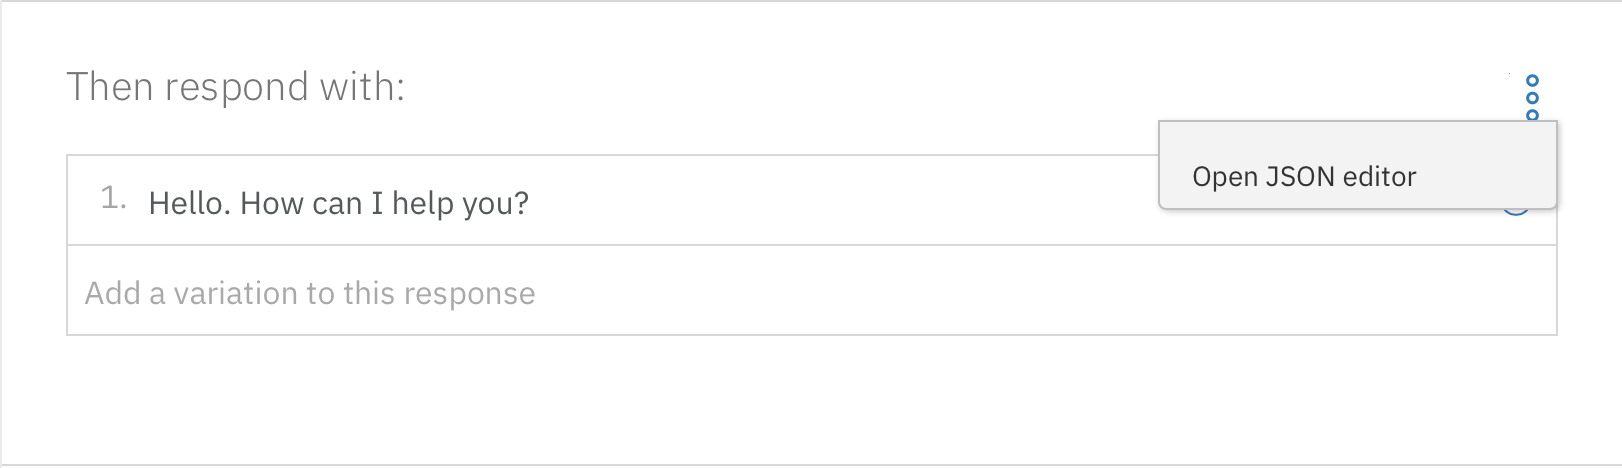 Then respond with:
Open JSON editor
1. Hello. How can I help you?
Add a variation to this response